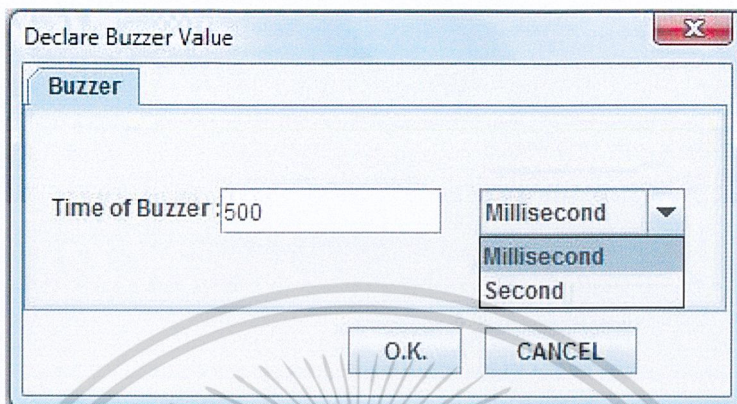 Declare Buzzer Value
Buzzer
Time of Buzzer : 500 Millisecond
Millisecond
Second
O.K. CANCEL